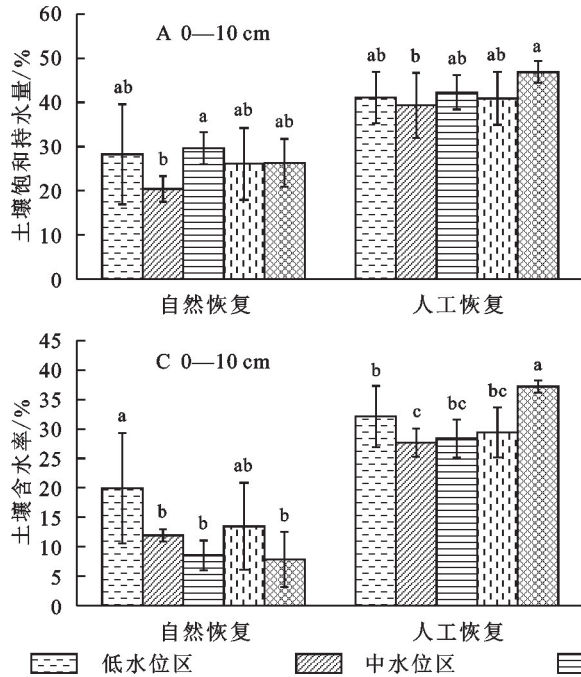 A 0—10 cm
土壤饱和持水量/%
60
50
40
30
20
10
0
ab
b
a
ab
ab
ab
b
ab
ab
a
自然恢复
人工恢复
C 0—10 cm
土壤含水率/%
45
40
35
30
25
20
15
10
5
0
a
b
b
ab
b
b
c
bc
bc
a
自然恢复
人工恢复
低水位区
中水位区